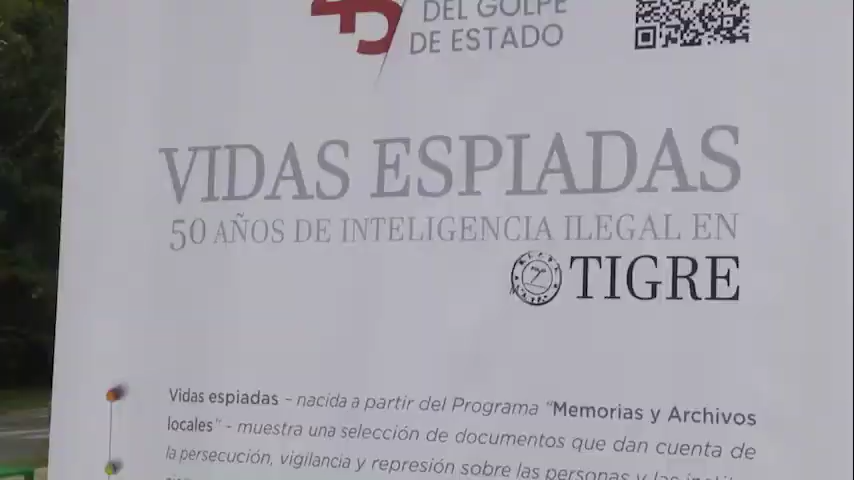 45 DEL GOLPE
DE ESTADO
VIDAS ESPIADAS
50 AÑOS DE INTELIGENCIA ILEGAL EN
TIGRE
Vidas espiadas - nacida a partir del Programa "Memorias y Archivos
locales" - muestra una selección de documentos que dan cuenta de
la persecución, vigilancia y represión sobre las personas y las